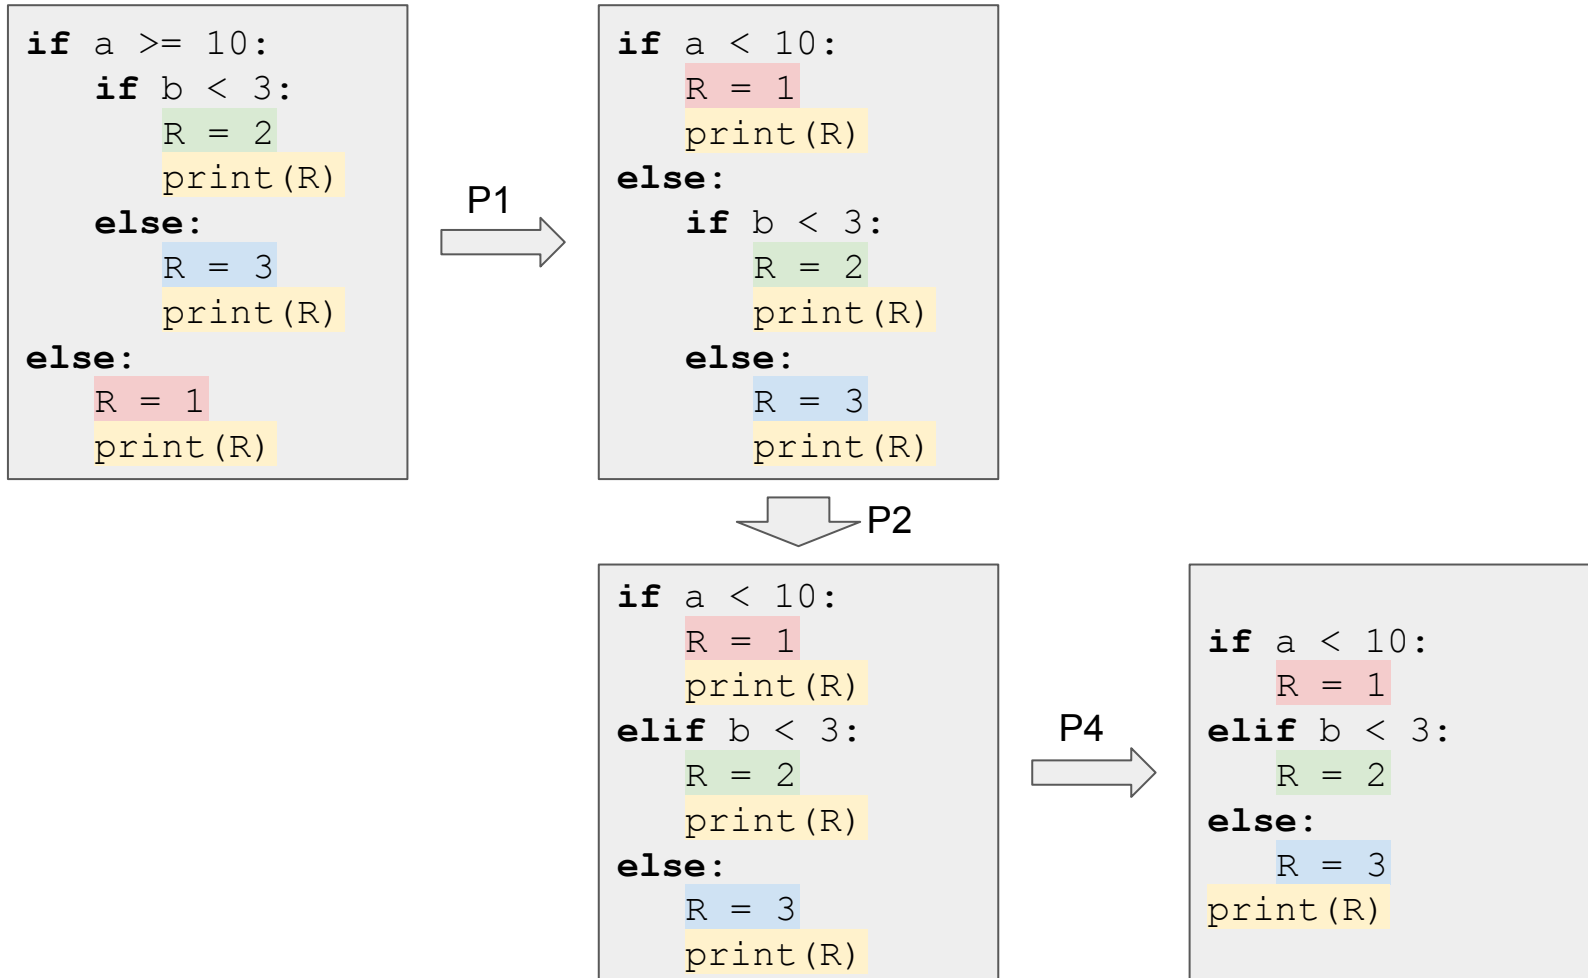 if a >= 10:
    if b < 3:
        R = 2
        print(R)
    else:
        R = 3
        print(R)
else:
    R = 1
    print(R)
P1
if a < 10:
    R = 1
    print(R)
else:
    if b < 3:
        R = 2
        print(R)
    else:
        R = 3
        print(R)
P2
if a < 10:
    R = 1
    print(R)
elif b < 3:
    R = 2
    print(R)
else:
    R = 3
    print(R)
P4
if a < 10:
    R = 1
elif b < 3:
    R = 2
else:
    R = 3
print(R)